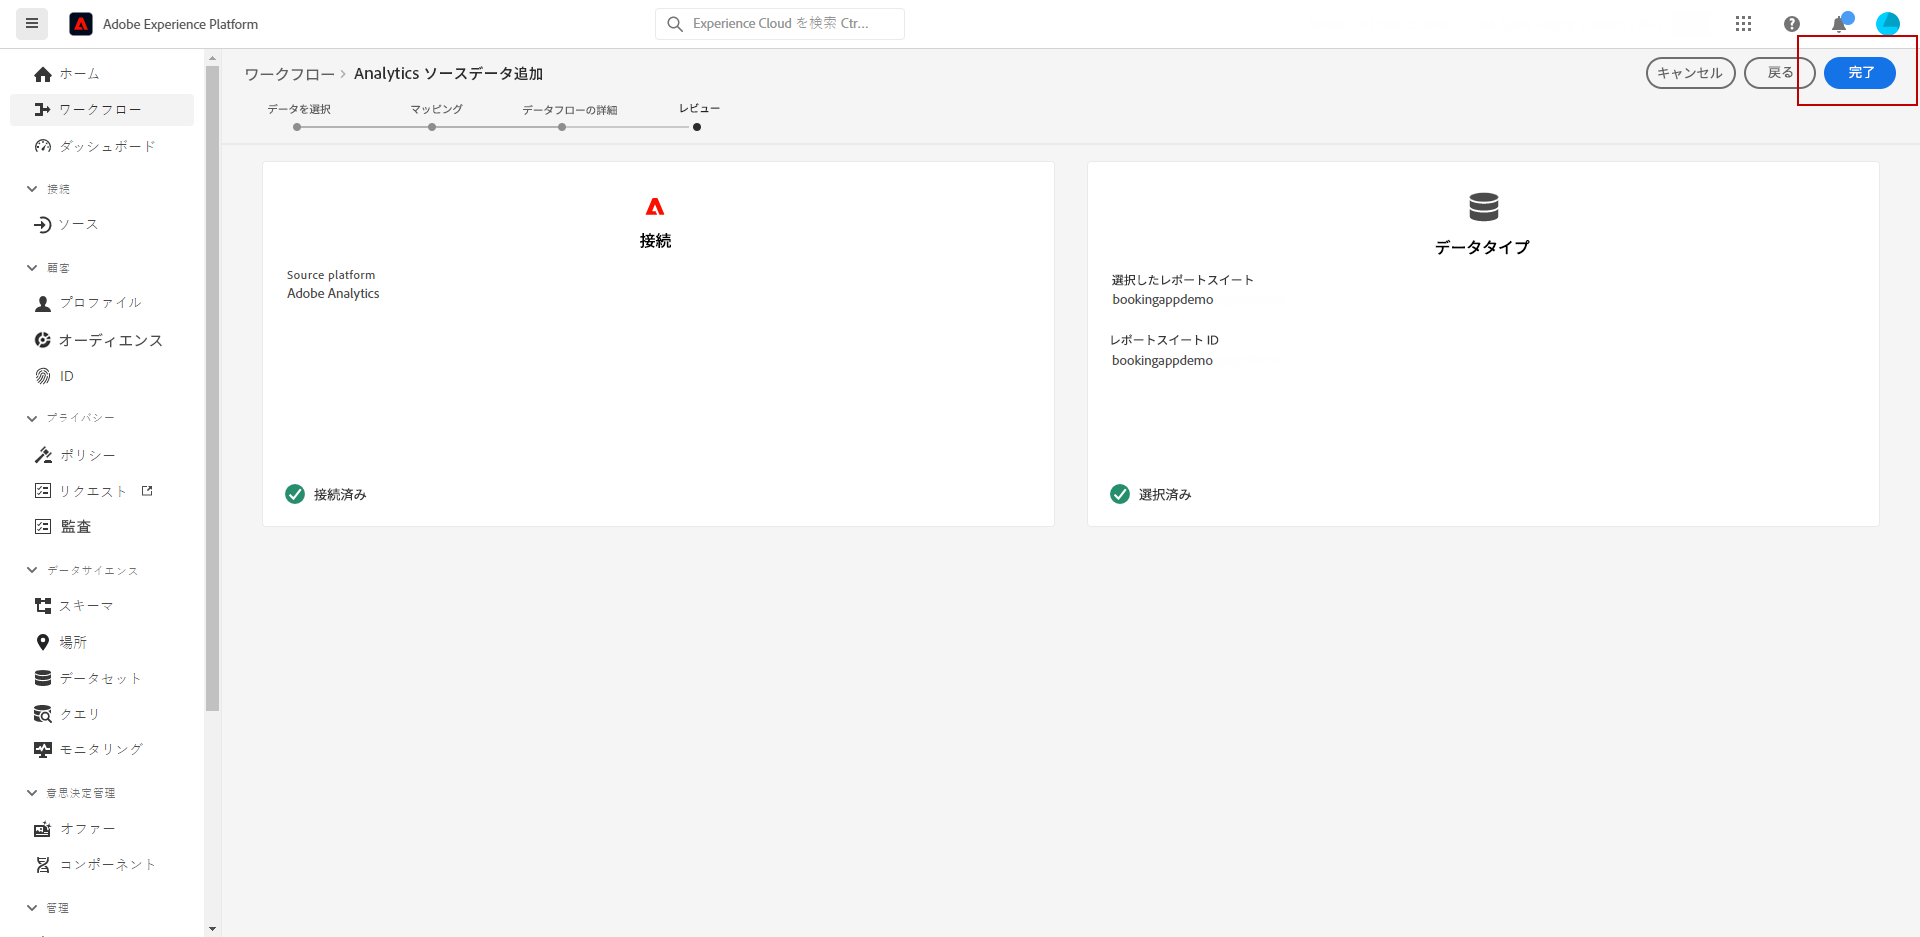 Adobe Experience Platform
Experience Cloud を検索 Ctr...
ホーム
ワークフロー
ダッシュボード
接続
ソース
顧客
プロファイル
オーディエンス
ID
プライバシー
ポリシー
リクエスト
監査
データサイエンス
スキーマ
場所
データセット
クエリ
モニタリング
意思決定管理
オファー
コンポーネント
管理
ワークフロー > Analytics ソースデータ追加
キャンセル
戻る
完了
データを選択
マッピング
データフローの詳細
レビュー
接続
Source platform
Adobe Analytics
接続済み
データタイプ
選択したレポートスイート
bookingappdemo
レポートスイート ID
bookingappdemo
選択済み